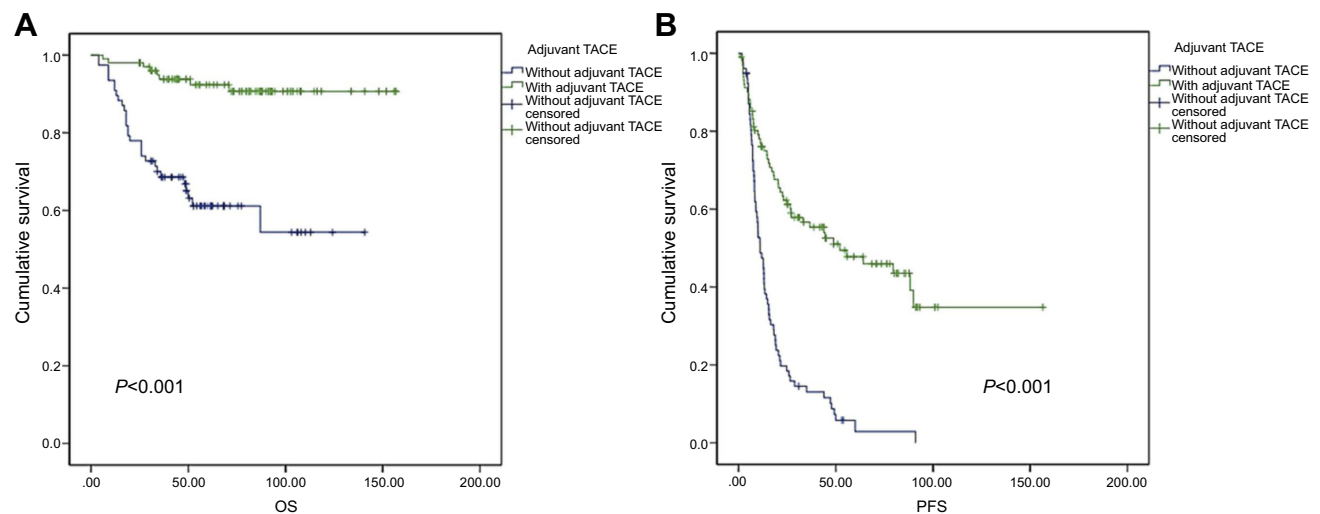 A
Adjuvant TACE
Without adjuvant TACE
With adjuvant TACE
Without adjuvant TACE
censored
Without adjuvant TACE
censored
Cumulative survival
1.0
0.8
0.6
0.4
0.2
0.0
P<0.001
.00
50.00
100.00
150.00
200.00
OS
B
Adjuvant TACE
Without adjuvant TACE
With adjuvant TACE
Without adjuvant TACE
censored
Without adjuvant TACE
censored
Cumulative survival
1.0
0.8
0.6
0.4
0.2
0.0
P<0.001
.00
50.00
100.00
150.00
200.00
PFS